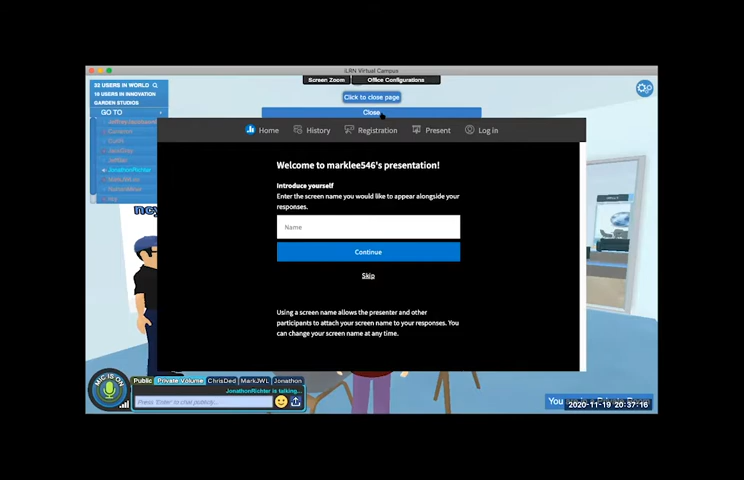 iLRN Virtual Campus
Screen Zoom
Office Configurations
32 USERS IN WORLD
16 USERS IN INNOVATION
GARDEN STUDIOS
GO TO
Click to close page
Close
JonathonRichter
Home
History
Registration
Present
Log in
Welcome to marklee546's presentation!
Introduce yourself
Enter the screen name you would like to appear alongside your
responses.
Name
Continue
Skip
Using a screen name allows the presenter and other
participants to attach your screen name to your responses. You
can change your screen name at any time.
MIC IS ON
Public
Private Volume
ChrisDed
MarkJWL
Jonathon
JonathonRichter is talking...
Press 'Enter' to chat publicly...
You
2020-11-19 20:37:16